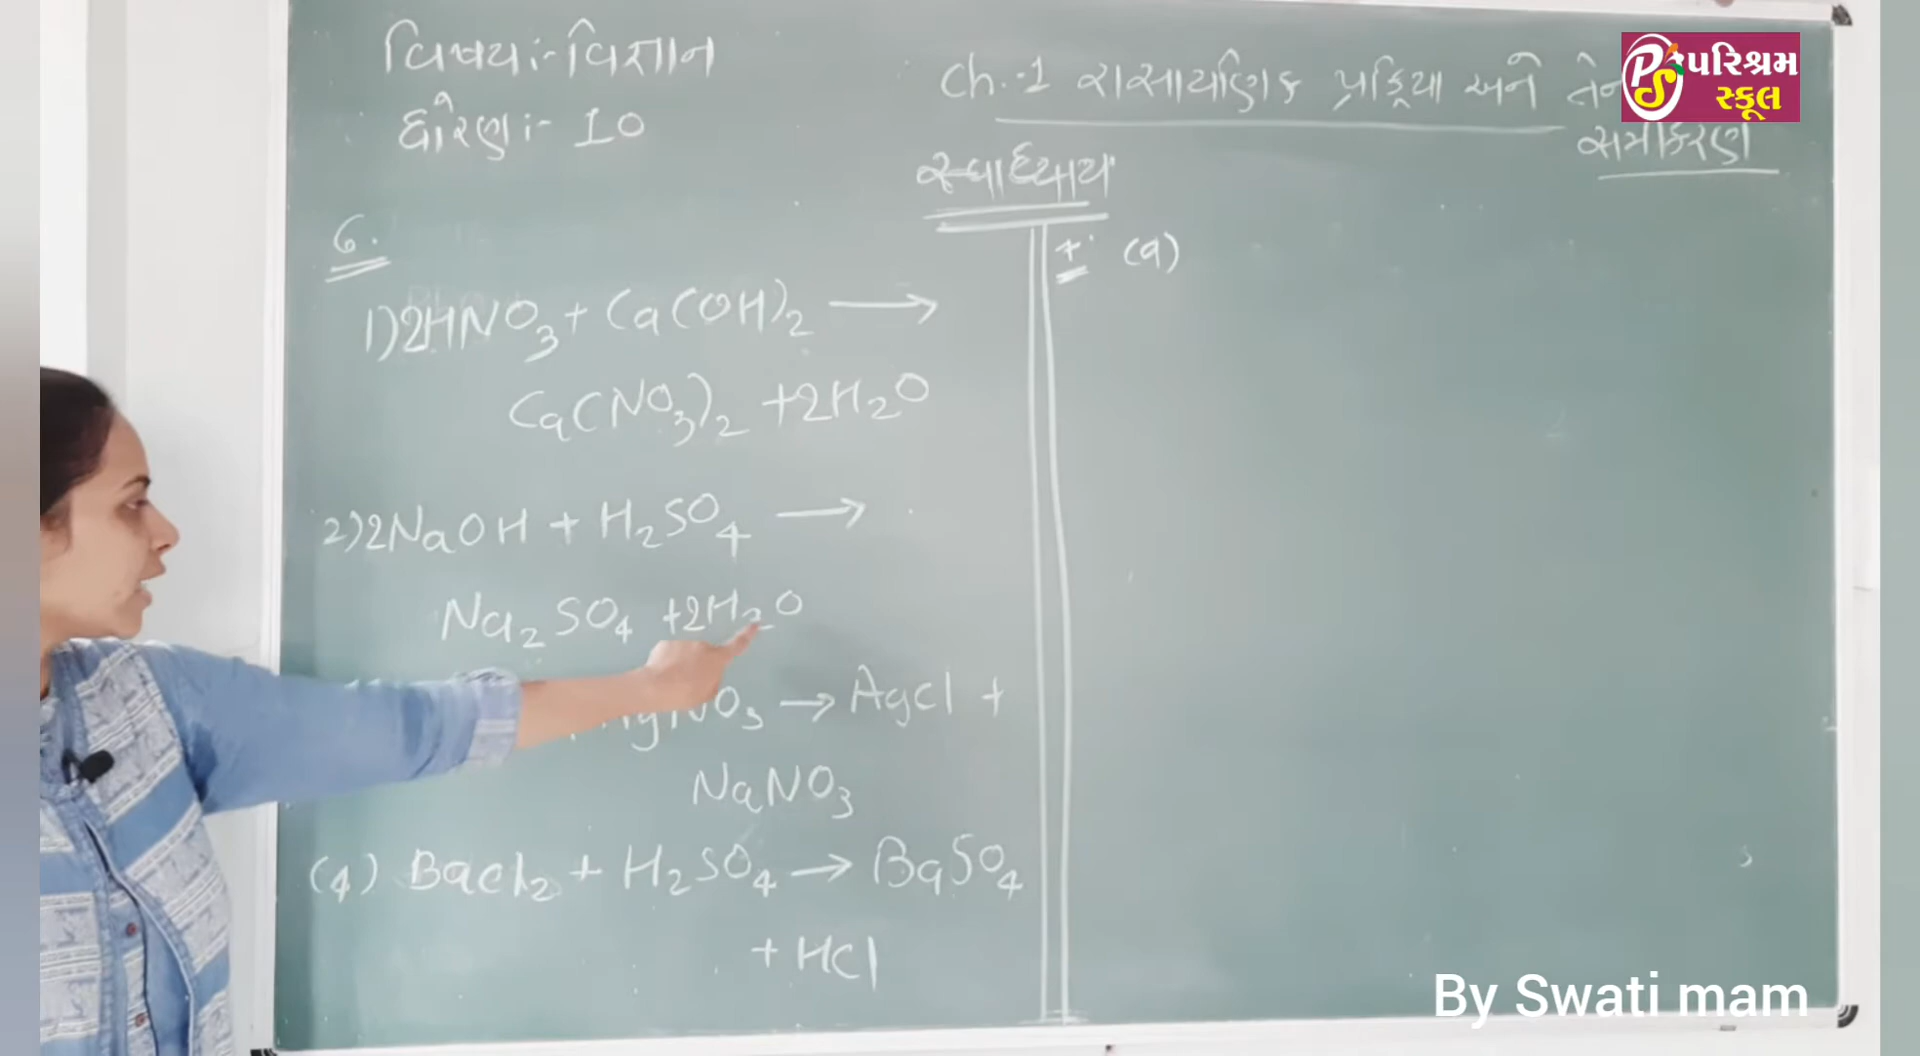 વિષય:- વિજ્ઞાન
ધોરણ:- 10
Ch.-1 રાસાયણિક પ્રક્રિયા અને
સમીકરણ
પરિશ્રમ
સ્કૂલ
સ્વાધ્યાય
6.
1) 2HNO3 + Ca(OH)2 →
Ca(NO3)2 + 2H2O
2) 2NaOH + H2SO4 →
Na2SO4 + 2H2O
AgNO3 → AgCl +
NaNO3
(4) BaCl2 + H2SO4 → BaSO4
+ HCl
(a)
By Swati mam